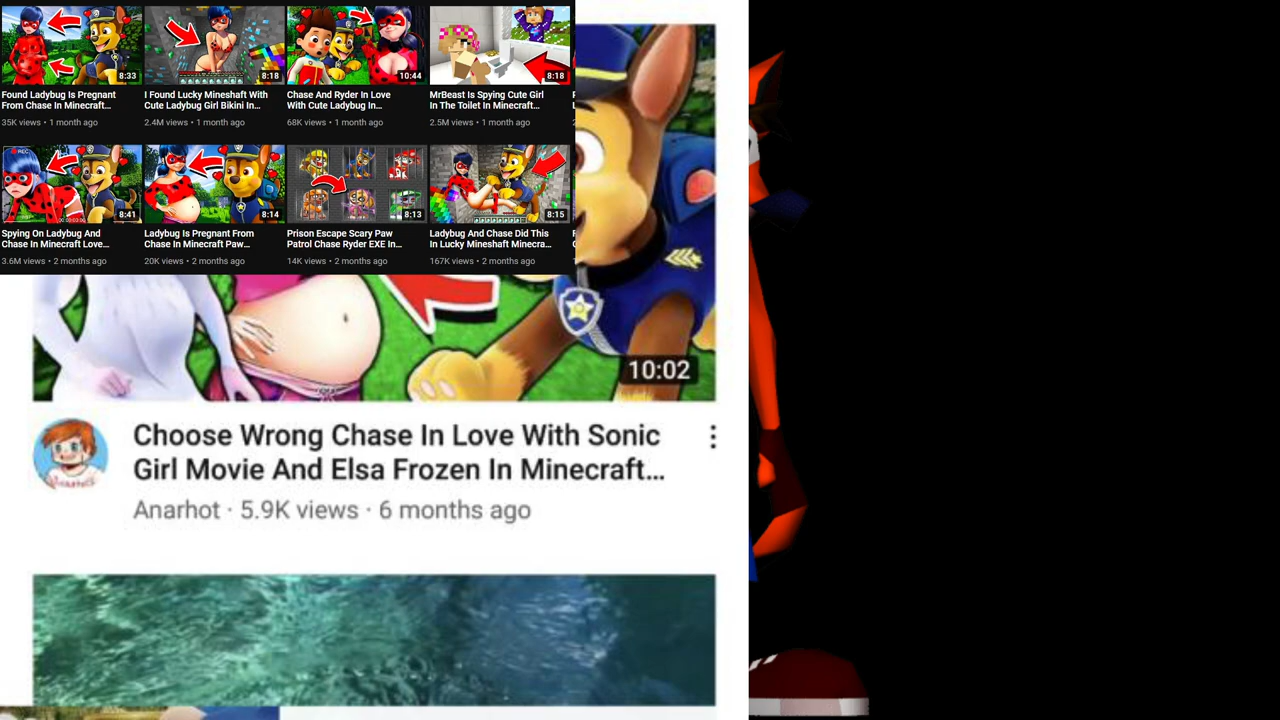 8:33
Found Ladybug Is Pregnant
From Chase In Minecraft...
35K views • 1 month ago
8:18
I Found Lucky Mineshaft With
Cute Ladybug Girl Bikini In...
2.4M views • 1 month ago
10:44
Chase And Ryder In Love
With Cute Ladybug In...
68K views • 1 month ago
8:18
MrBeast Is Spying Cute Girl
In The Toilet In Minecraft...
2.5M views • 1 month ago
REC
8:41
Spying On Ladybug And
Chase In Minecraft Love...
3.6M views • 2 months ago
8:14
Ladybug Is Pregnant From
Chase In Minecraft Paw...
20K views • 2 months ago
8:13
Prison Escape Scary Paw
Patrol Chase Ryder EXE In...
14K views • 2 months ago
8:15
Ladybug And Chase Did This
In Lucky Mineshaft Minecra...
167K views • 2 months ago
10:02
Choose Wrong Chase In Love With Sonic
Girl Movie And Elsa Frozen In Minecraft...
Anarhot · 5.9K views · 6 months ago